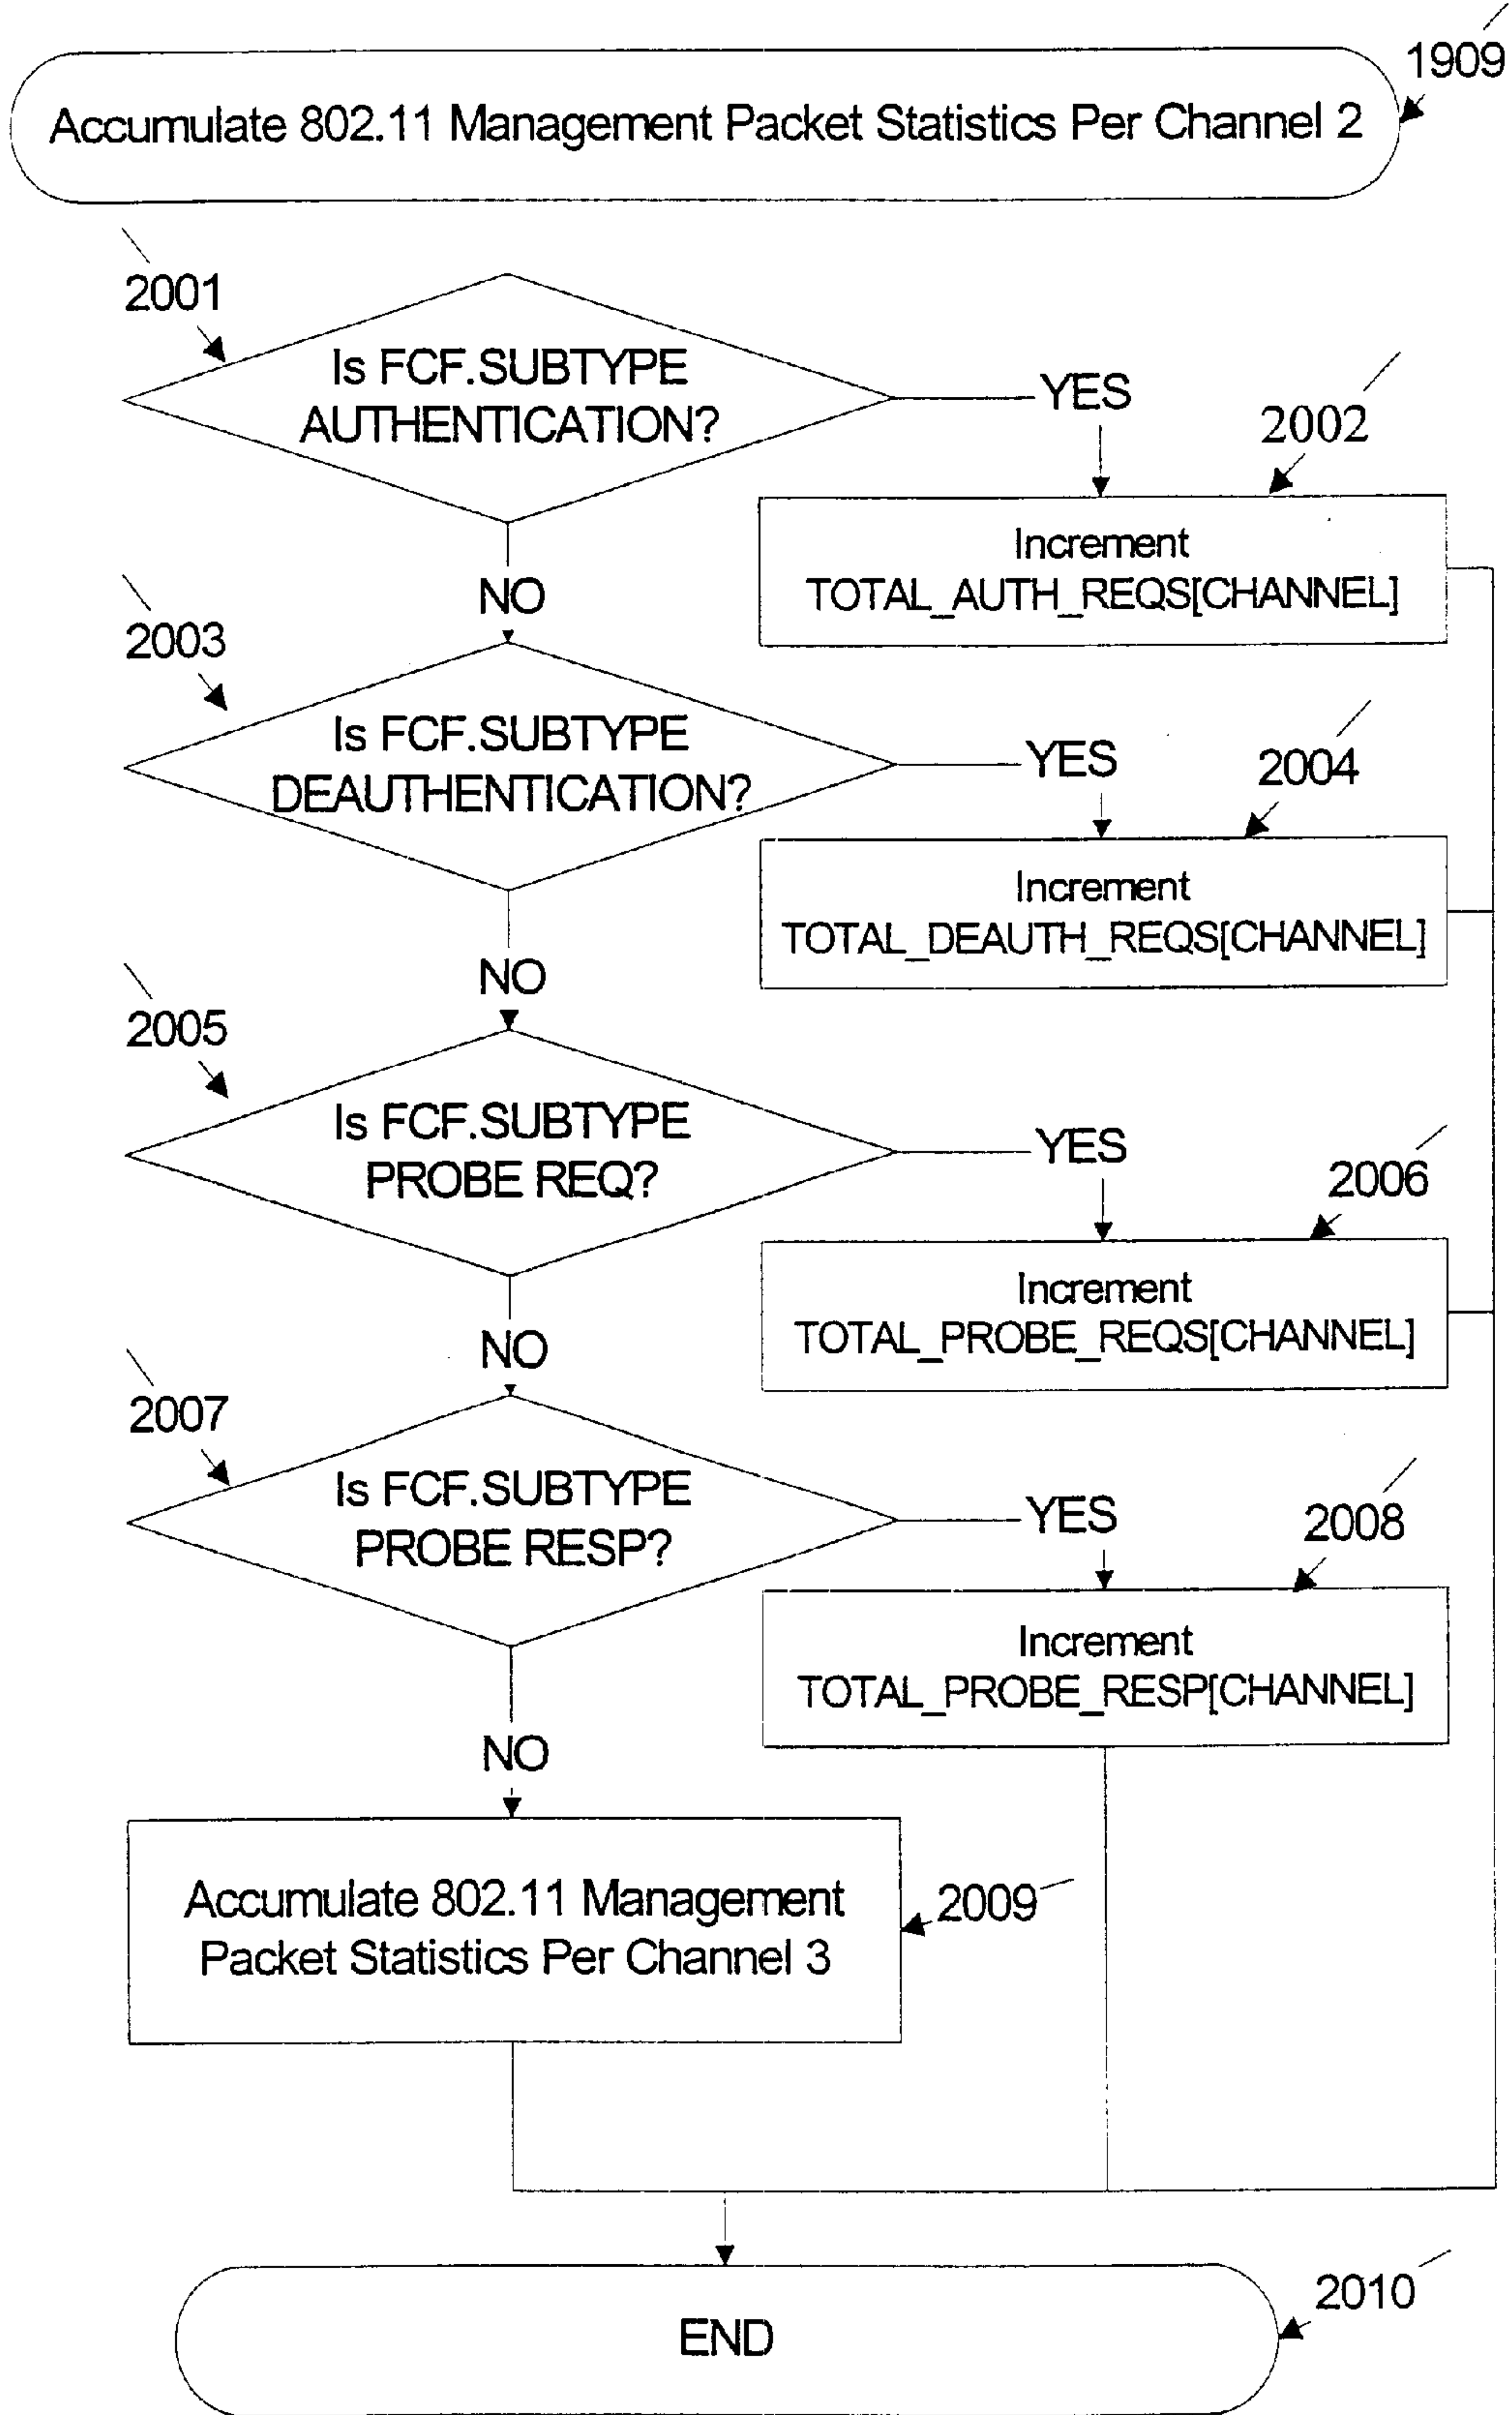 1909
Accumulate 802.11 Management Packet Statistics Per Channel 2
2001
Is FCF.SUBTYPE
AUTHENTICATION?
YES
2002
Increment
TOTAL_AUTH_REQS[CHANNEL]
NO
2003
Is FCF.SUBTYPE
DEAUTHENTICATION?
YES
2004
Increment
TOTAL_DEAUTH_REQS[CHANNEL]
NO
2005
Is FCF.SUBTYPE
PROBE REQ?
YES
2006
Increment
TOTAL_PROBE_REQS[CHANNEL]
NO
2007
Is FCF.SUBTYPE
PROBE RESP?
YES
2008
Increment
TOTAL_PROBE_RESP[CHANNEL]
NO
Accumulate 802.11 Management
Packet Statistics Per Channel 3
2009
END
2010